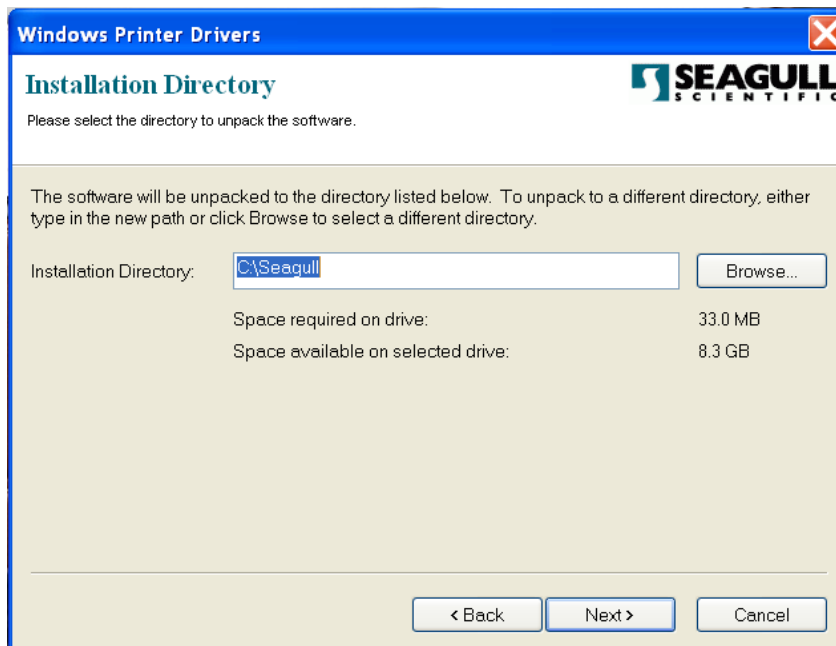 Windows Printer Drivers
Installation Directory
SEAGULL
SCIENTIFIC
Please select the directory to unpack the software.
The software will be unpacked to the directory listed below. To unpack to a different directory, either
type in the new path or click Browse to select a different directory.
Installation Directory: C:\Seagull Browse...
Space required on drive: 33.0 MB
Space available on selected drive: 8.3 GB
< Back Next > Cancel